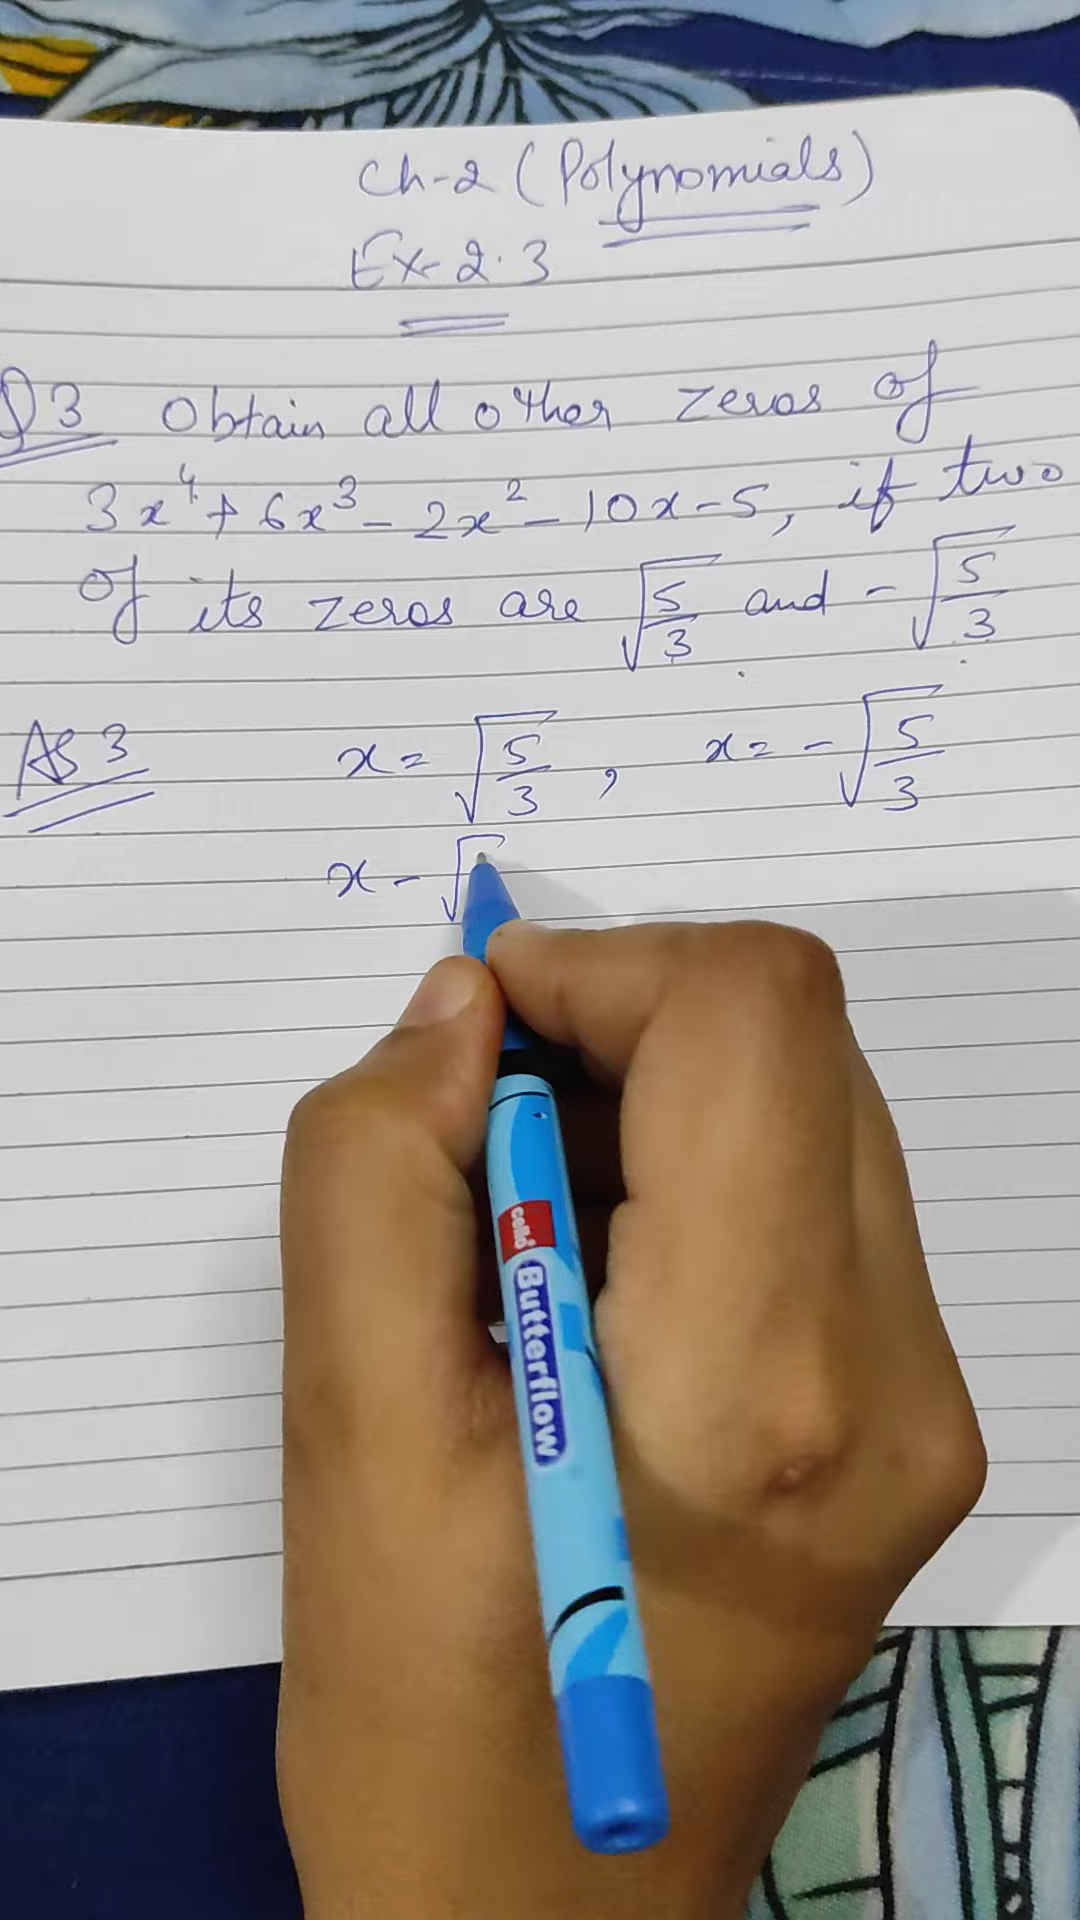 Ch-2 (Polynomials)
Ex-2.3
Q3 Obtain all other zeros of
3x⁴+6x³-2x²-10x-5, if two
of its zeros are √5/3 and -√5/3
AS 3 x= √5/3, x= -√5/3
x-√
cello
Butterflow